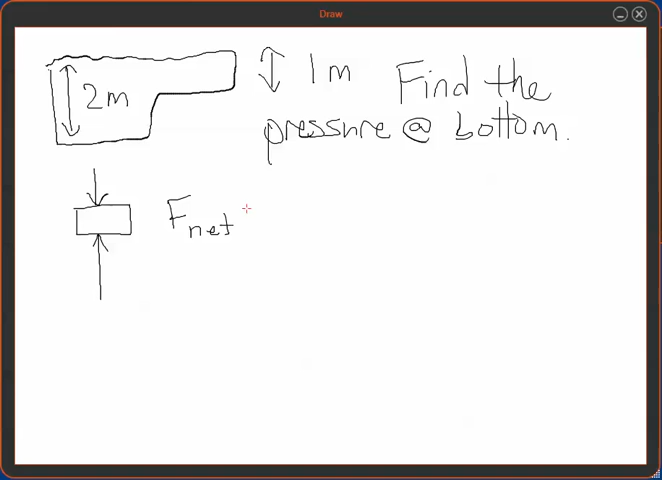 Draw
2m
1m Find the
pressure @ bottom.
Fnet